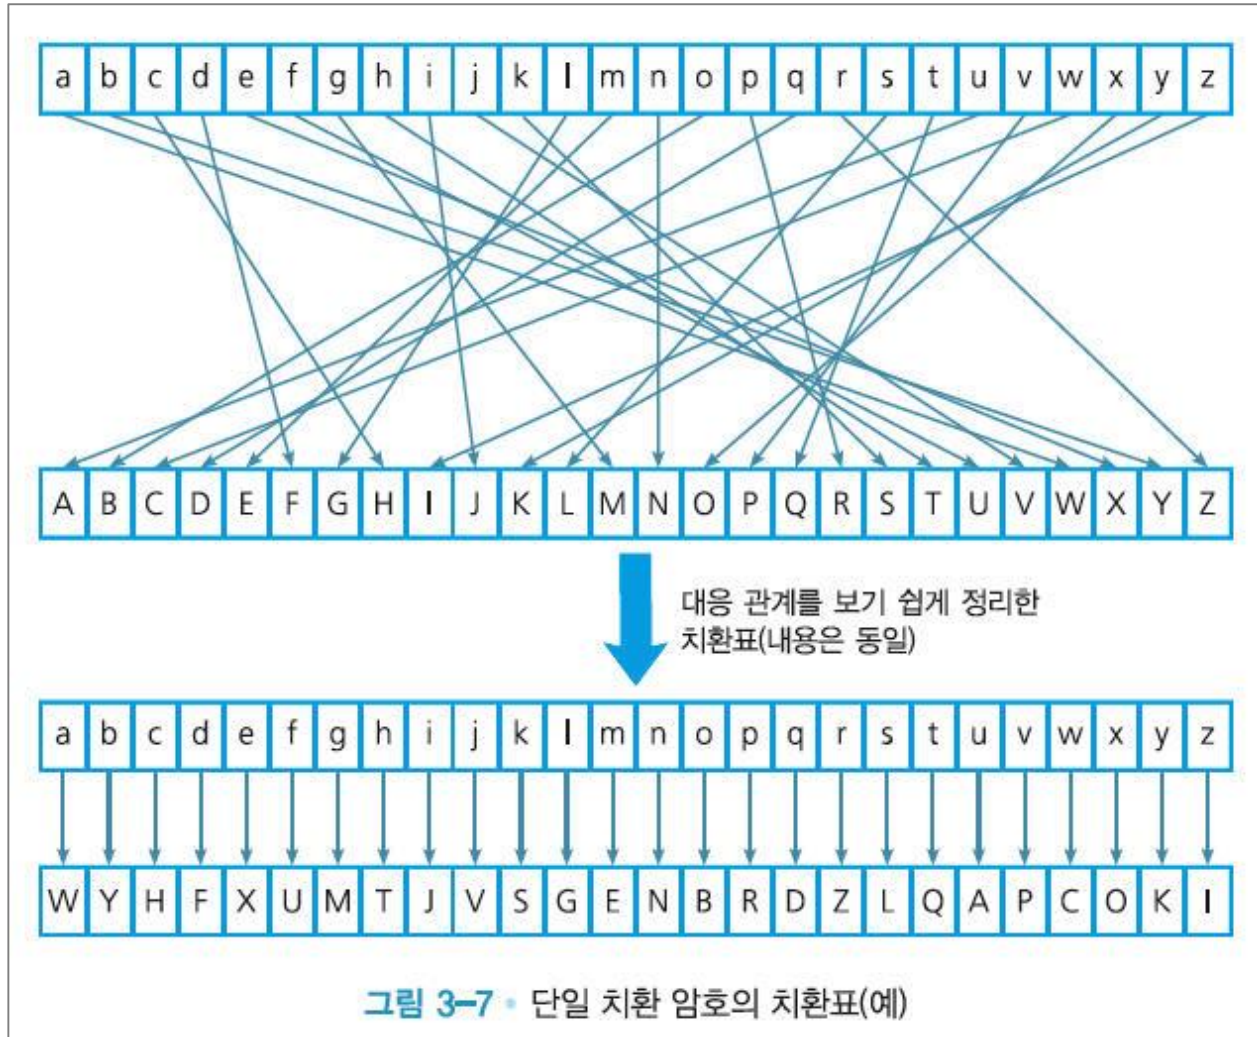 a b c d e f g h i j k l m n o p q r s t u v w x y z
A B C D E F G H I J K L M N O P Q R S T U V W X Y Z
대응 관계를 보기 쉽게 정리한
치환표(내용은 동일)
a b c d e f g h i j k l m n o p q r s t u v w x y z
W Y H F X U M T J V S G E N B R D Z L Q A P C O K I
그림 3-7 • 단일 치환 암호의 치환표(예)